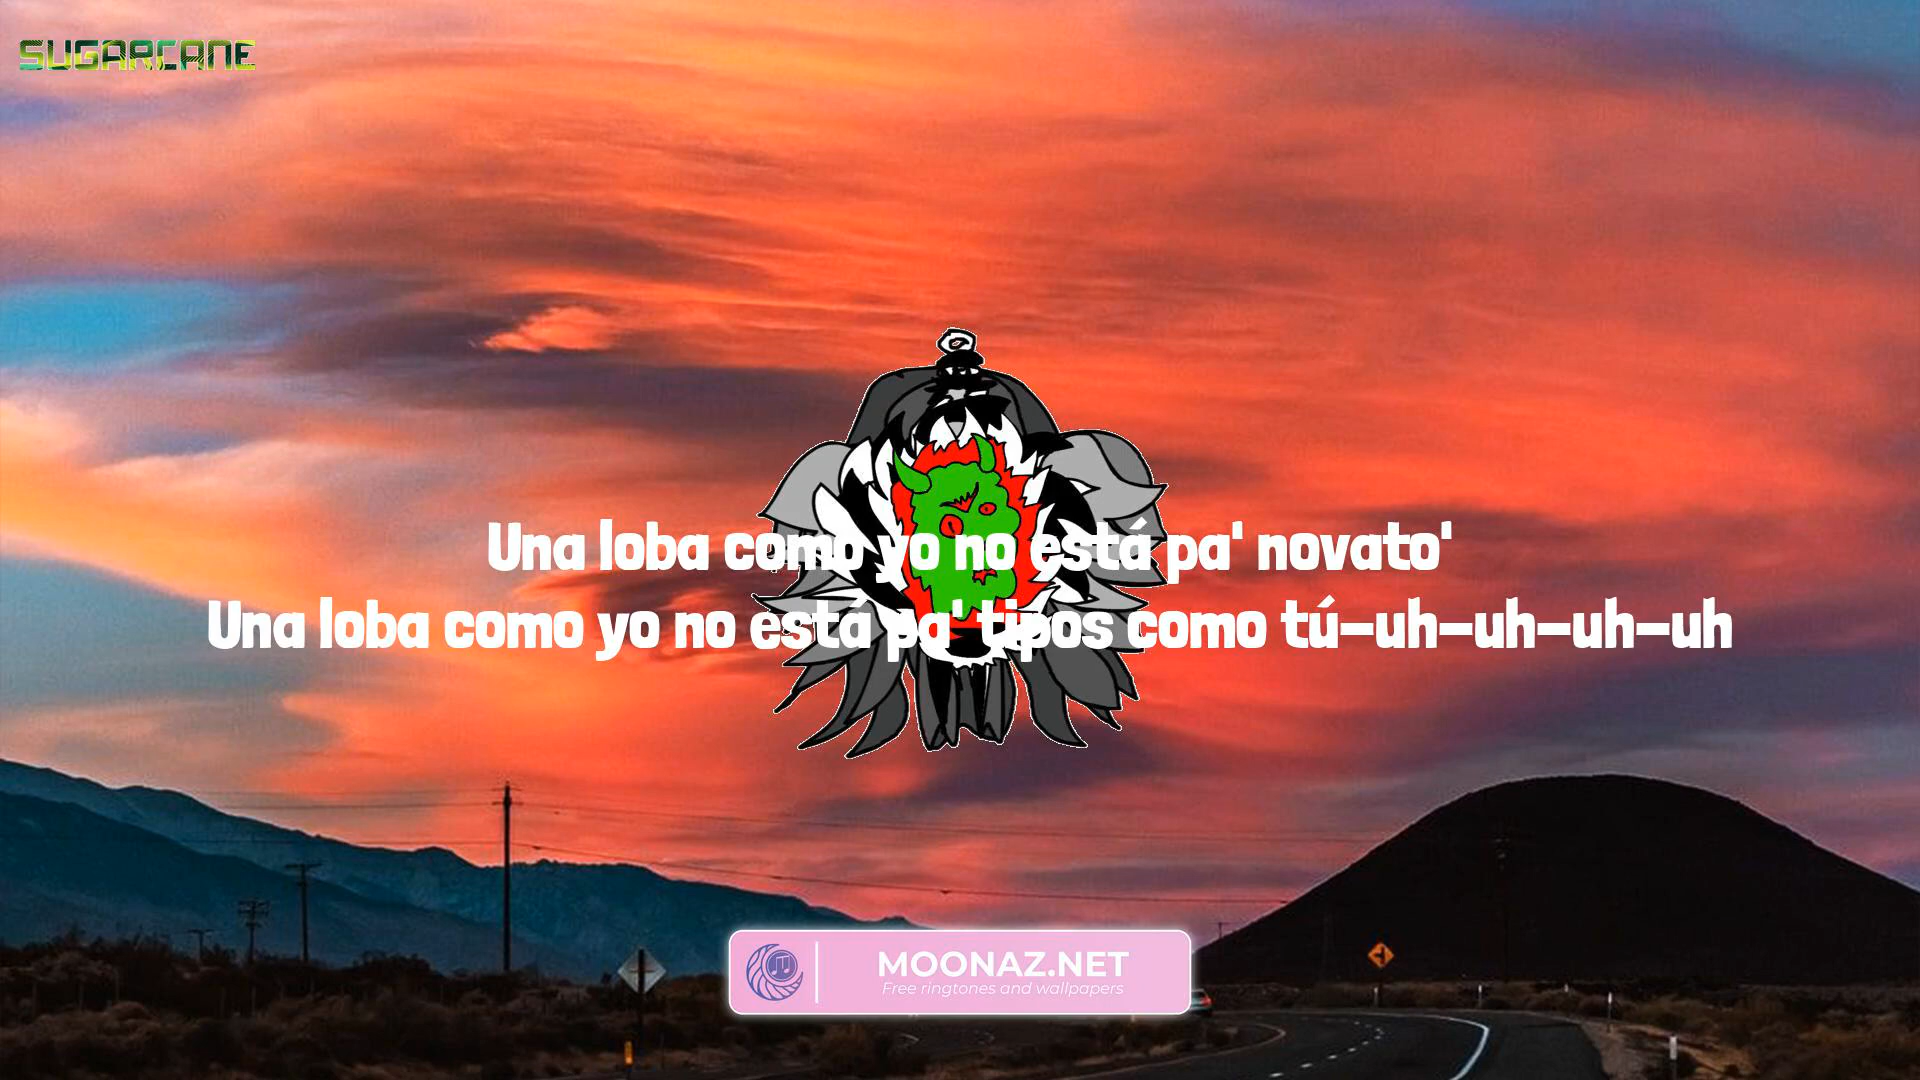 SUGARCANE
Una loba como yo no está pa' novato'
Una loba como yo no está pa' tipos como tú-uh-uh-uh-uh
MOONAZ.NET
Free ringtones and wallpapers